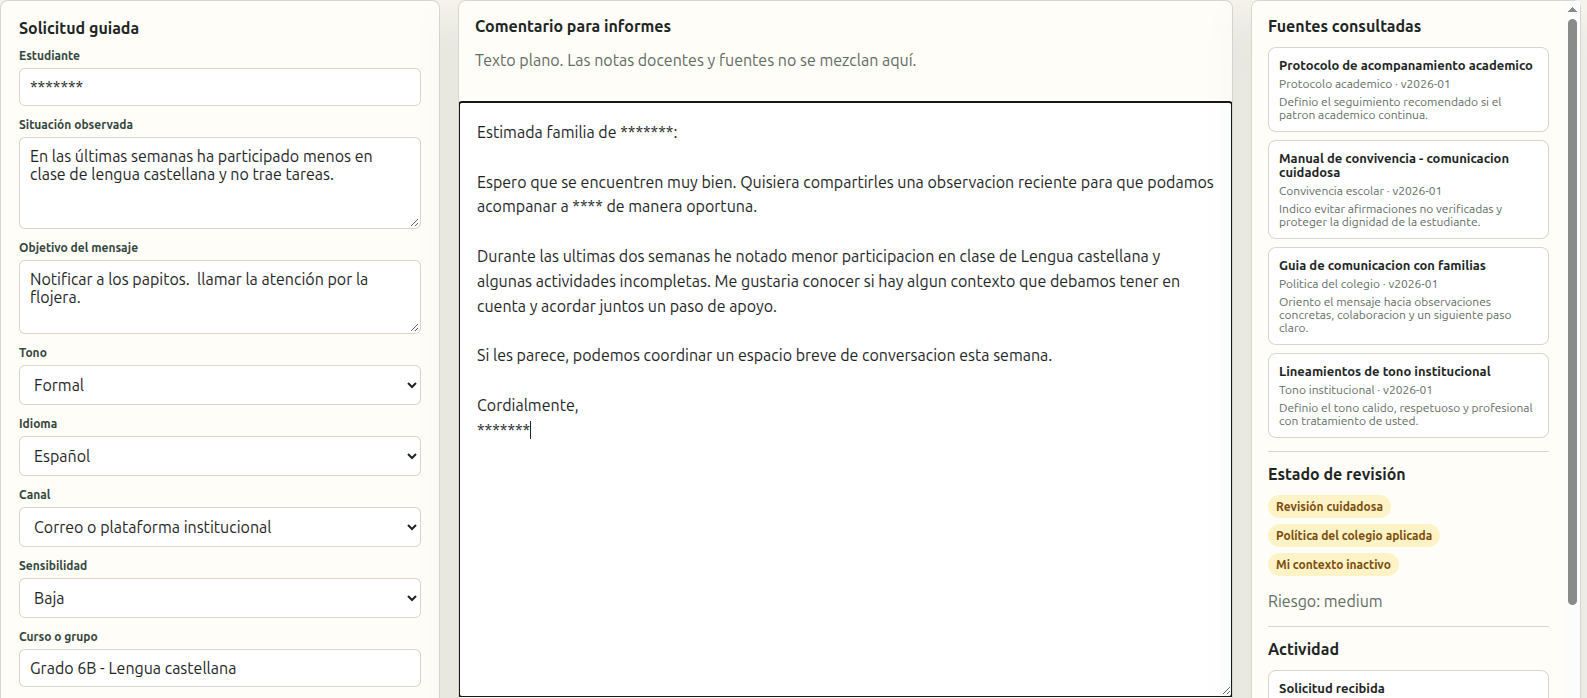 Solicitud guiada
Estudiante
*******
Situación observada
En las últimas semanas ha participado menos en
clase de lengua castellana y no trae tareas.
Objetivo del mensaje
Notificar a los papitos.  llamar la atención por la
flojera.
Tono
Formal
Idioma
Español
Canal
Correo o plataforma institucional
Sensibilidad
Baja
Curso o grupo
Grado 6B - Lengua castellana
Comentario para informes
Texto plano. Las notas docentes y fuentes no se mezclan aquí.
Estimada familia de *******:
Espero que se encuentren muy bien. Quisiera compartirles una observacion reciente para que podamos
acompanar a **** de manera oportuna.
Durante las ultimas dos semanas he notado menor participacion en clase de Lengua castellana y
algunas actividades incompletas. Me gustaria conocer si hay algun contexto que debamos tener en
cuenta y acordar juntos un paso de apoyo.
Si les parece, podemos coordinar un espacio breve de conversacion esta semana.
Cordialmente,
*******
Fuentes consultadas
Protocolo de acompanamiento academico
Protocolo academico · v2026-01
Definio el seguimiento recomendado si el
patron academico continua.
Manual de convivencia - comunicacion
cuidadosa
Convivencia escolar · v2026-01
Indico evitar afirmaciones no verificadas y
proteger la dignidad de la estudiante.
Guia de comunicacion con familias
Politica del colegio · v2026-01
Oriento el mensaje hacia observaciones
concretas, colaboracion y un siguiente paso
claro.
Lineamientos de tono institucional
Tono institucional · v2026-01
Definio el tono calido, respetuoso y profesional
con tratamiento de usted.
Estado de revisión
Revisión cuidadosa
Política del colegio aplicada
Mi contexto inactivo
Riesgo: medium
Actividad
Solicitud recibida